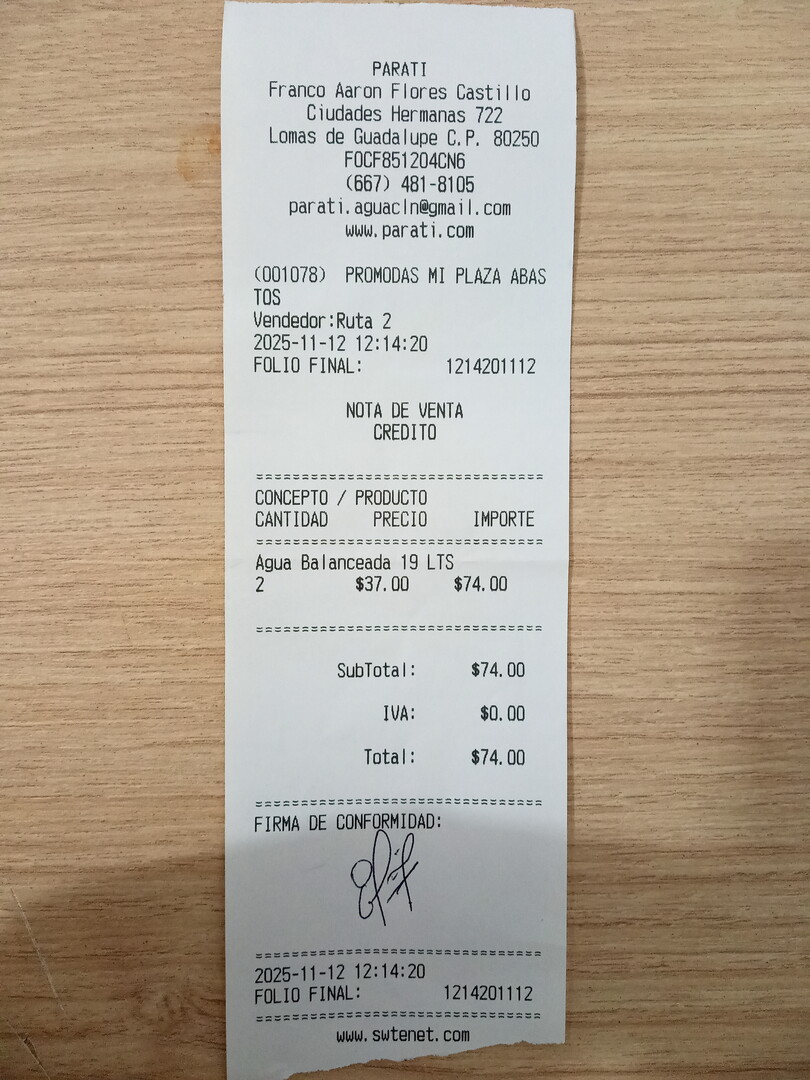 PARATI
Franco Aaron Flores Castillo
Ciudades Hermanas 722
Lomas de Guadalupe C.P. 80250
FOCF851204CN6
(667) 481-8105
parati.aguacln@gmail.com
www.parati.com
(001078) PROMODAS MI PLAZA ABAS
TOS
Vendedor:Ruta 2
2025-11-12 12:14:20
FOLIO FINAL: 1214201112
NOTA DE VENTA
CREDITO
================================
CONCEPTO / PRODUCTO
CANTIDAD PRECIO IMPORTE
================================
Agua Balanceada 19 LTS
2 $37.00 $74.00
================================
SubTotal: $74.00
IVA: $0.00
Total: $74.00
================================
FIRMA DE CONFORMIDAD:
================================
2025-11-12 12:14:20
FOLIO FINAL: 1214201112
================================
www.swtenet.com